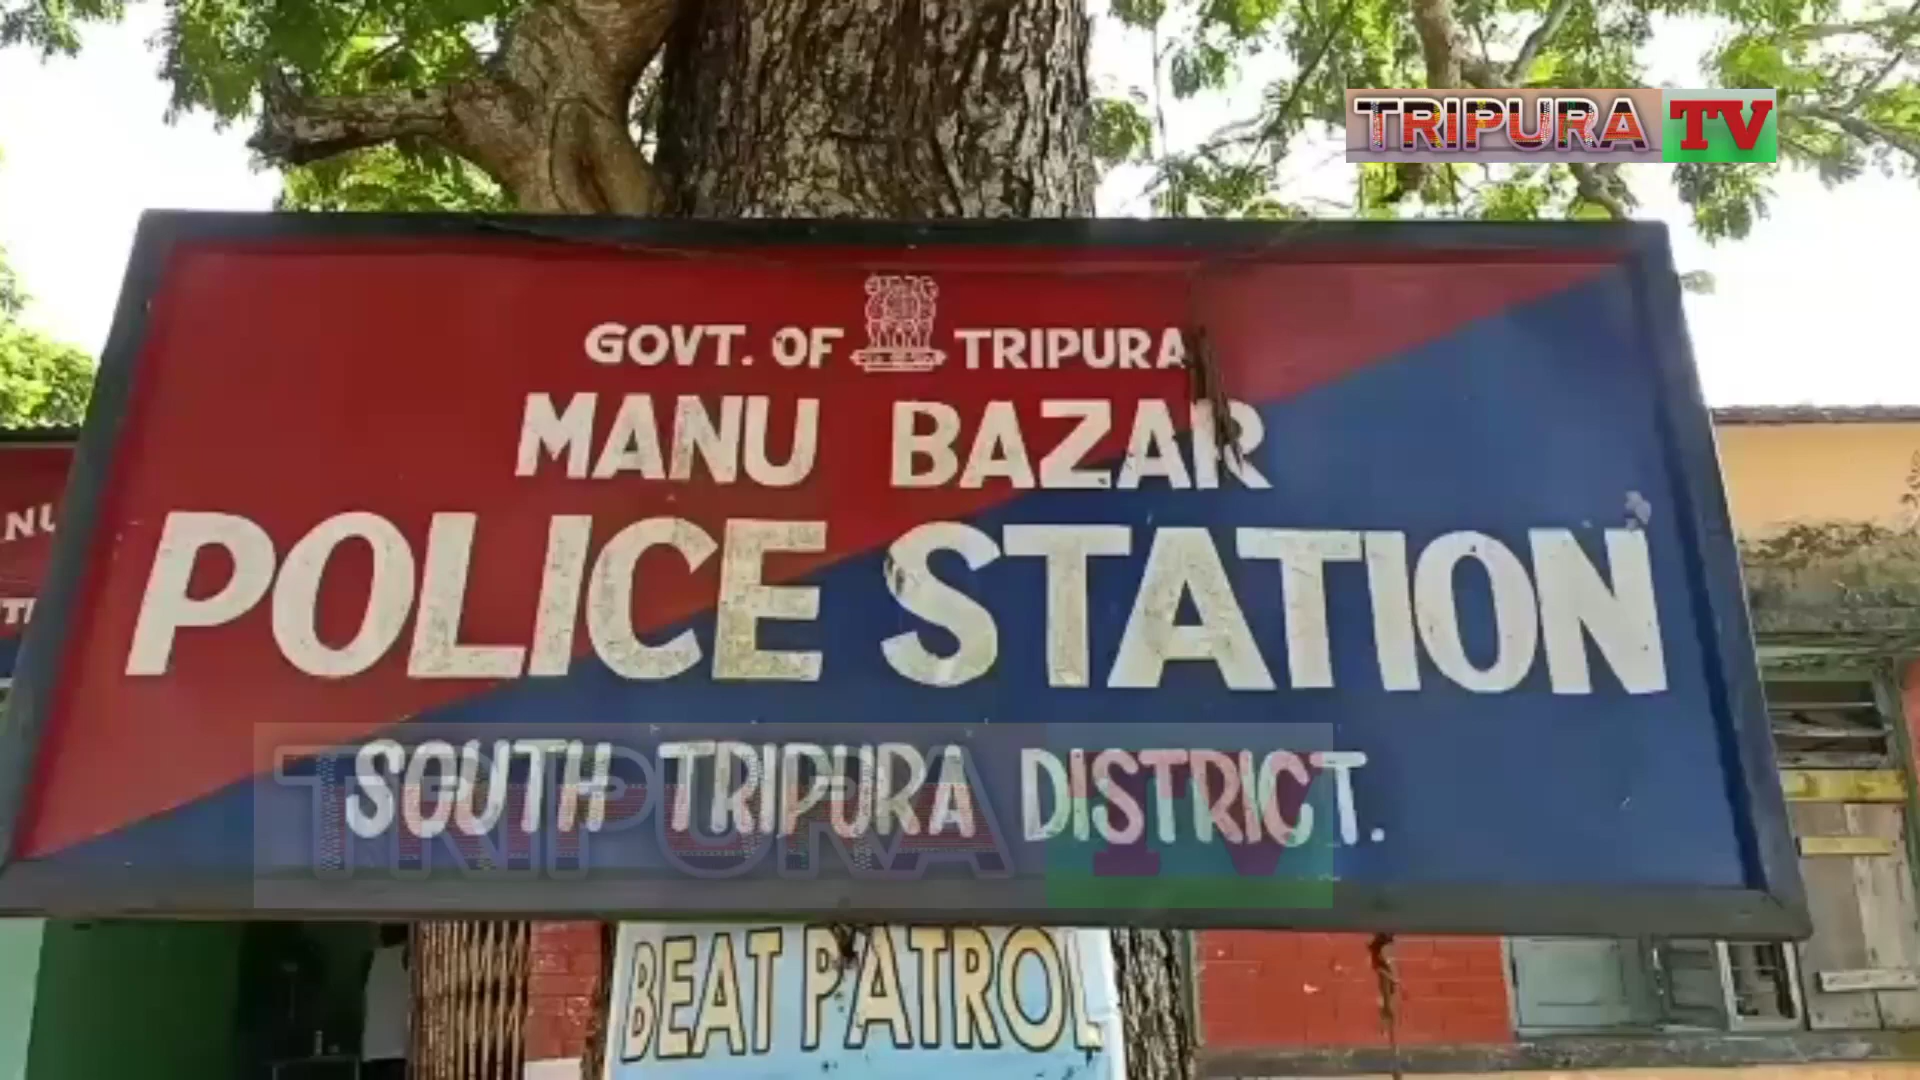 TRIPURA TV
GOVT. OF TRIPURA
MANU BAZAR
POLICE STATION
SOUTH TRIPURA DISTRICT.
TRIPURA TV
BEAT PATROL